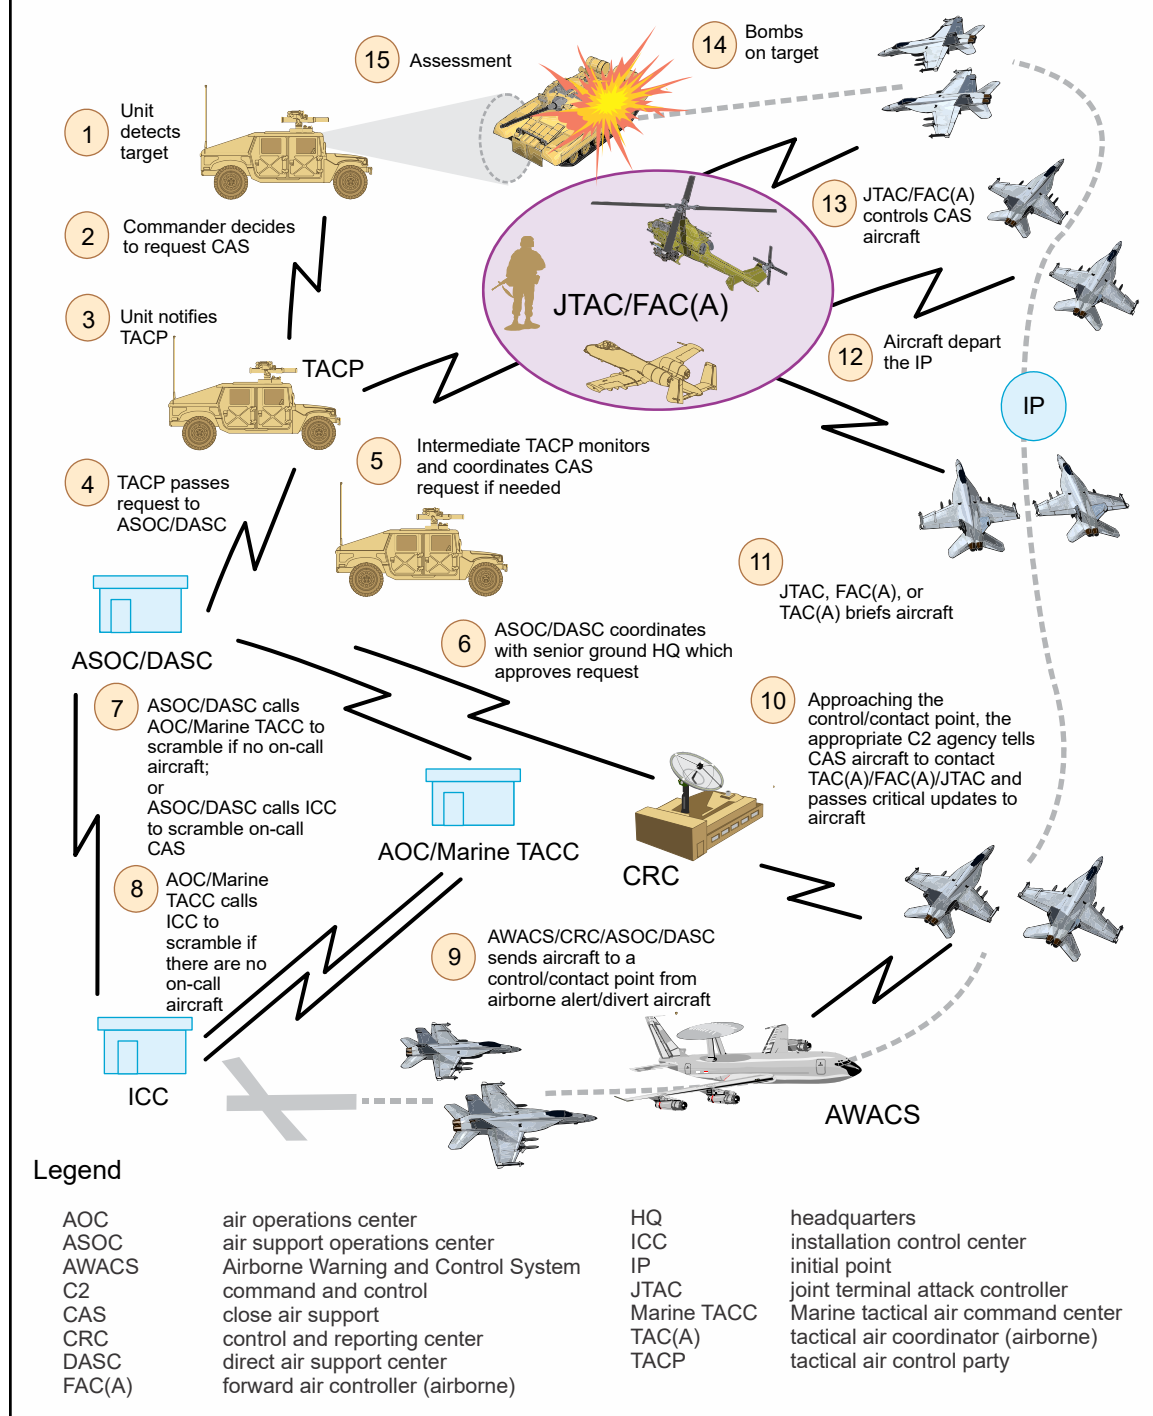 15
Assessment
14
Bombs
on target
1
Unit
detects
target
2
Commander decides
to request CAS
13
JTAC/FAC(A)
controls CAS
aircraft
JTAC/FAC(A)
3
Unit notifies
TACP
TACP
12
Aircraft depart
the IP
IP
4
TACP passes
request to
ASOC/DASC
5
Intermediate TACP monitors
and coordinates CAS
request if needed
11
JTAC, FAC(A), or
TAC(A) briefs aircraft
ASOC/DASC
6
ASOC/DASC coordinates
with senior ground HQ which
approves request
7
ASOC/DASC calls
AOC/Marine TACC to
scramble if no on-call
aircraft;
or
ASOC/DASC calls ICC
to scramble on-call
CAS
10
Approaching the
control/contact point, the
appropriate C2 agency tells
CAS aircraft to contact
TAC(A)/FAC(A)/JTAC and
passes critical updates to
aircraft
AOC/Marine TACC
CRC
8
AOC/Marine
TACC calls
ICC to
scramble if
there are no
on-call
aircraft
9
AWACS/CRC/ASOC/DASC
sends aircraft to a
control/contact point from
airborne alert/divert aircraft
ICC
AWACS
Legend
AOC air operations center
ASOC air support operations center
AWACS Airborne Warning and Control System
C2 command and control
CAS close air support
CRC control and reporting center
DASC direct air support center
FAC(A) forward air controller (airborne)
HQ headquarters
ICC installation control center
IP initial point
JTAC joint terminal attack controller
Marine TACC Marine tactical air command center
TAC(A) tactical air coordinator (airborne)
TACP tactical air control party